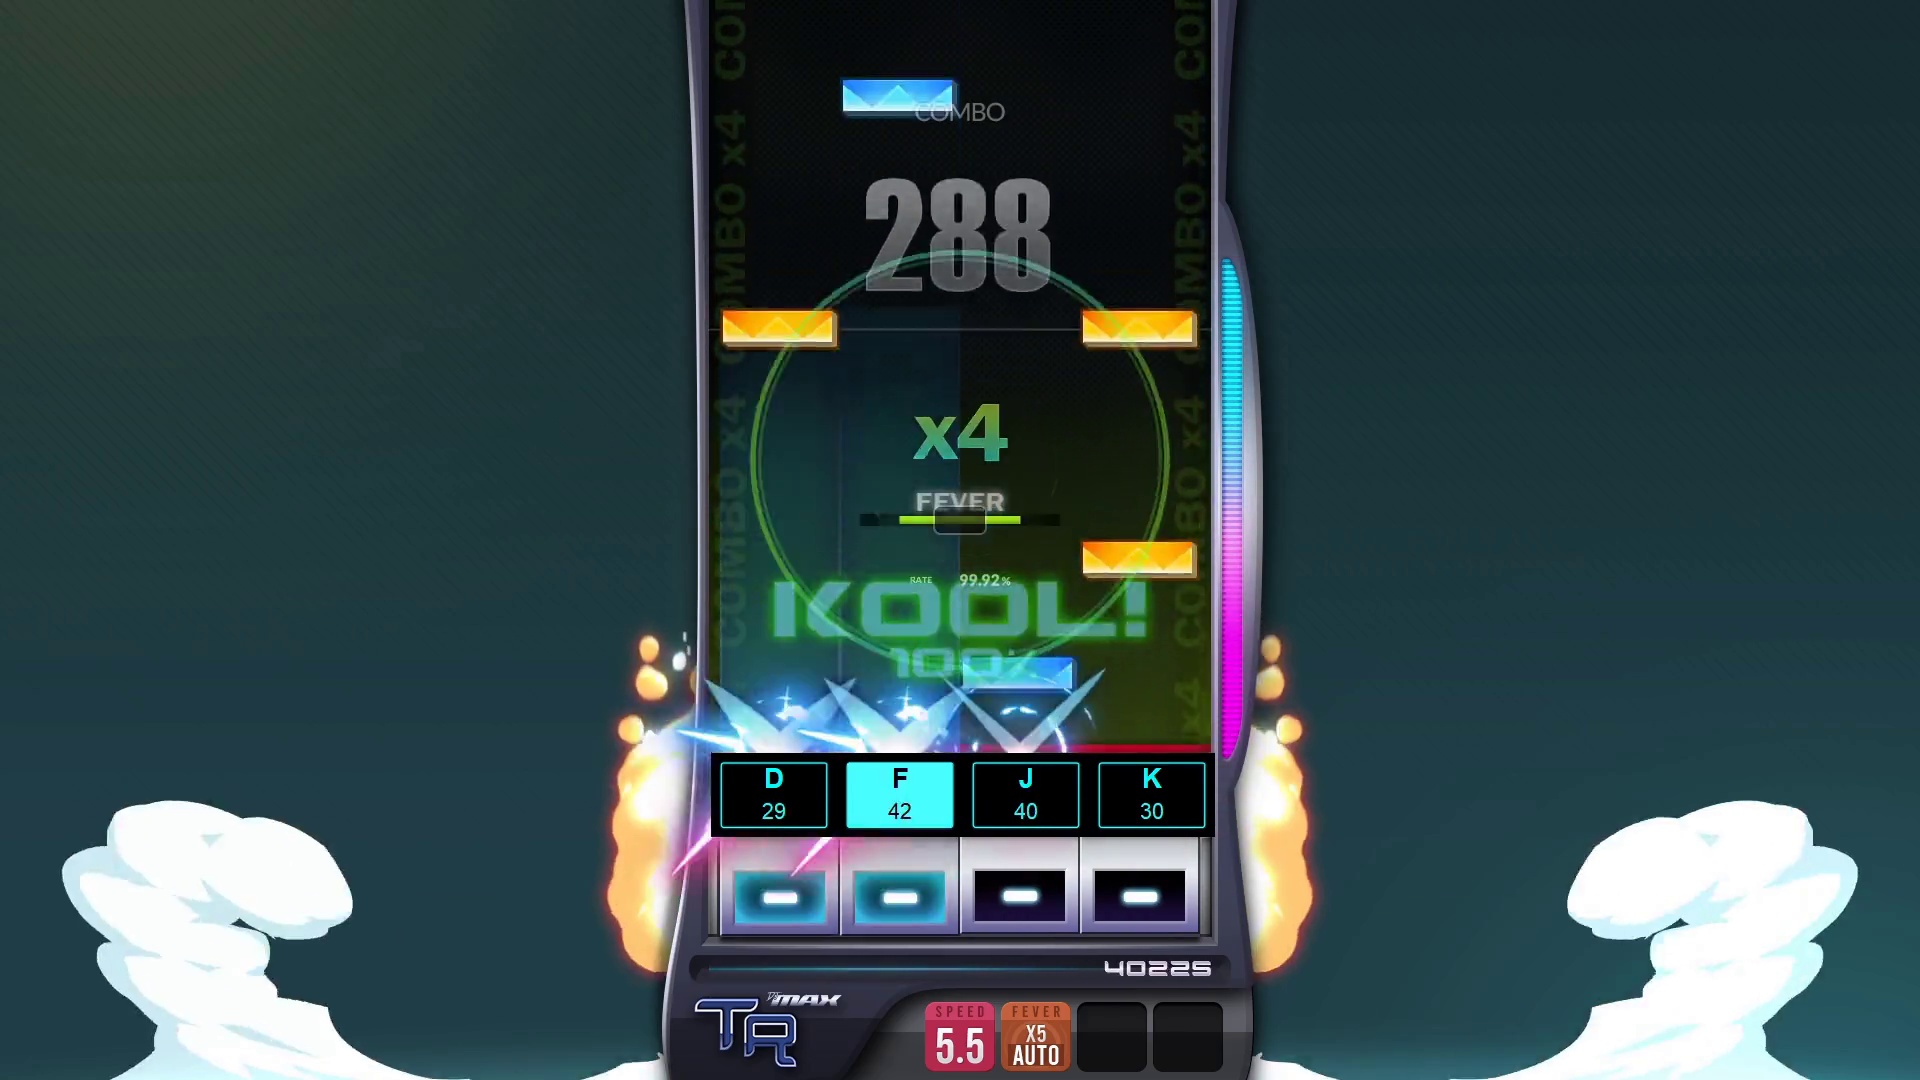 COMBO
288
x4
FEVER
RATE 99.92%
KOOL!
100%
COMBO x4 COMBO x4 COMBO x4
COMBO x4 COMBO x4 COMBO x4
D F J K
29 42 40 30
40225
DJMAX
TR
SPEED FEVER
5.5 X5
AUTO